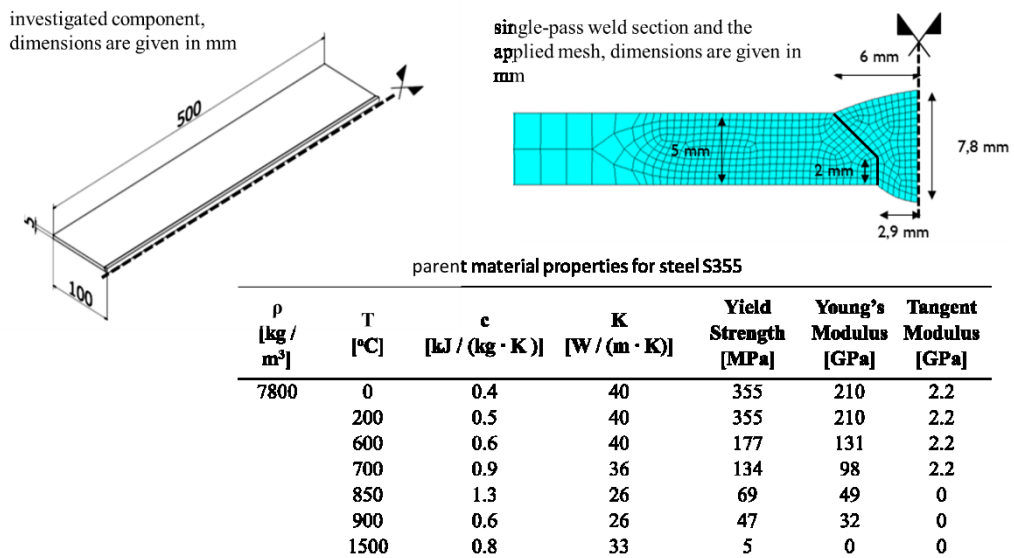 investigated component,
dimensions are given in mm
500
5
100
single-pass weld section and the
applied mesh, dimensions are given in
mm
6 mm
5 mm
2 mm
7,8 mm
2,9 mm
parent material properties for steel S355
ρ [kg / m³] T [°C] c [kJ / (kg · K )] K [W / (m · K)] Yield Strength [MPa] Young’s Modulus [GPa] Tangent Modulus [GPa]
7800 0 0.4 40 355 210 2.2
200 0.5 40 355 210 2.2
600 0.6 40 177 131 2.2
700 0.9 36 134 98 2.2
850 1.3 26 69 49 0
900 0.6 26 47 32 0
1500 0.8 33 5 0 0